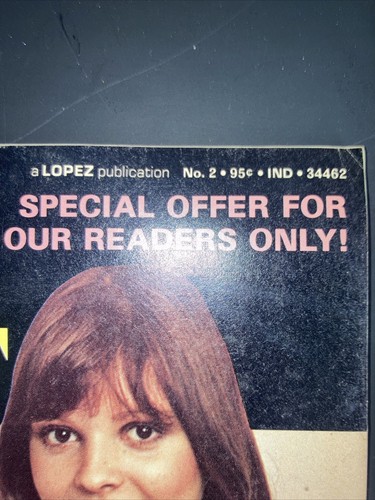 a LOPEZ publication No. 2 • 95¢ • IND • 34462
SPECIAL OFFER FOR
OUR READERS ONLY!